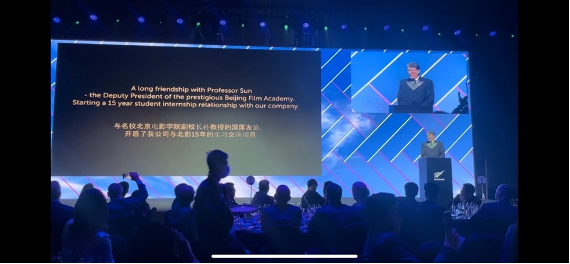 A long friendship with Professor Sun
- the Deputy President of the prestigious Beijing Film Academy.
Starting a 15 year student internship relationship with our company.
与名校北京电影学院副校长孙教授的深厚友谊,
开启了我公司与北影15年的实习交换项目